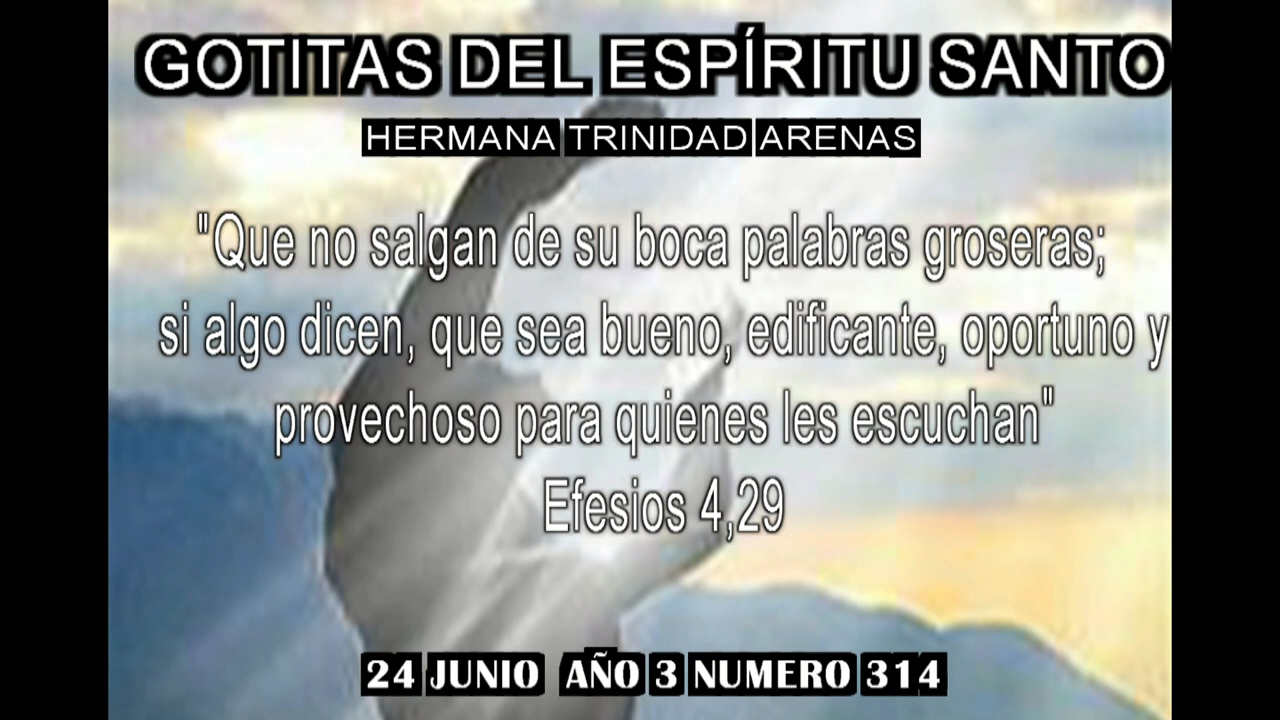 GOTITAS DEL ESPÍRITU SANTO
HERMANA TRINIDAD ARENAS
"Que no salgan de su boca palabras groseras;
si algo dicen, que sea bueno, edificante, oportuno y
provechoso para quienes les escuchan"
Efesios 4,29
24 JUNIO AÑO 3 NUMERO 314